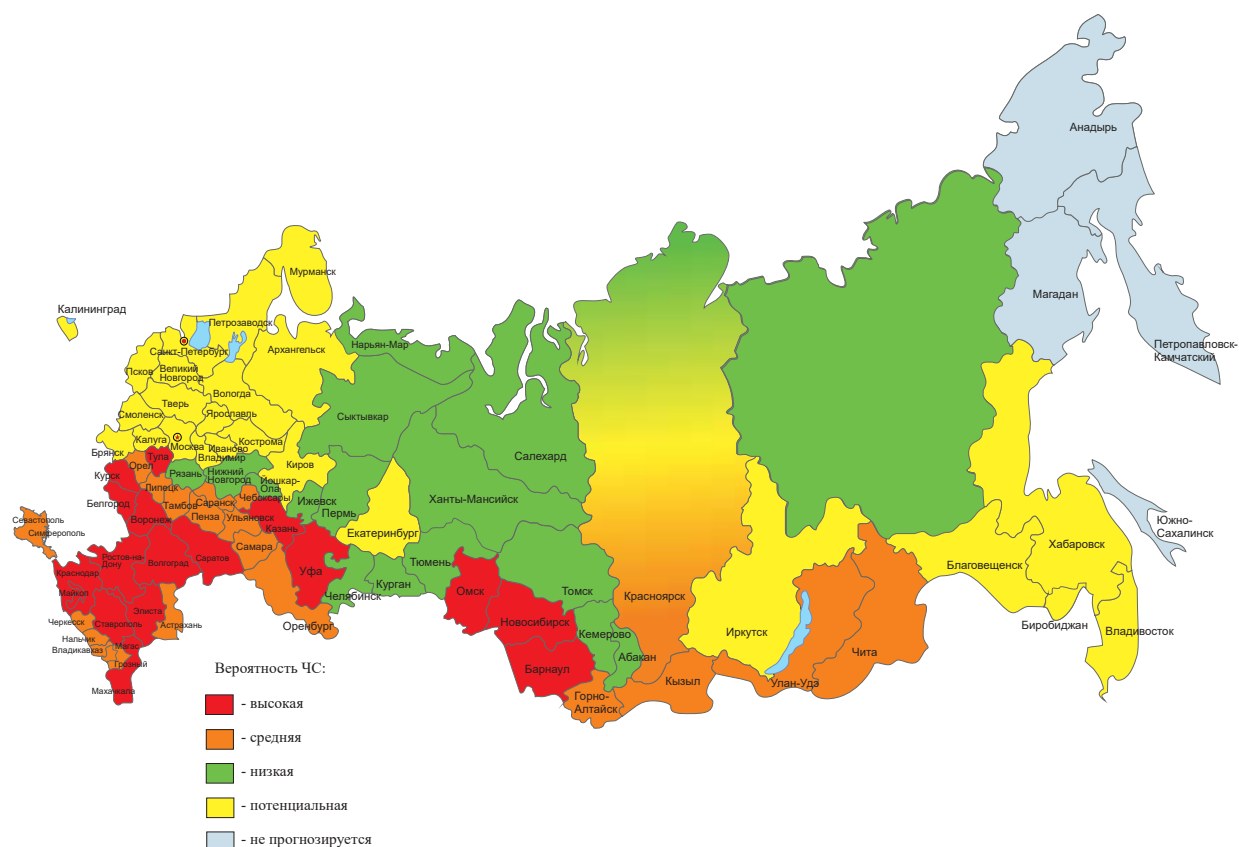 Анадырь
Мурманск
Магадан
Калининград
Петрозаводск
Петропавловск-
Камчатский
Санкт-Петербург
Нарьян-Мар
Архангельск
Псков
Великий
Новгород
Вологда
Тверь
Смоленск
Ярославль
Сыктывкар
Калуга
Москва
Иваново
Кострома
Брянск
Владимир
Салехард
Тула
Орел
Киров
Курск
Рязань
Нижний
Новгород
Йошкар-
Ола
Липецк
Чебоксары
Ханты-Мансийск
Белгород
Тамбов
Саранск
Ижевск
Пермь
Воронеж
Пенза
Ульяновск
Казань
Севастополь
Симферополь
Екатеринбург
Южно-
Сахалинск
Самара
Хабаровск
Ростов-на-
Дону
Волгоград
Саратов
Тюмень
Благовещенск
Краснодар
Уфа
Курган
Майкоп
Челябинск
Омск
Томск
Красноярск
Элиста
Черкесск
Ставрополь
Астрахань
Оренбург
Новосибирск
Биробиджан
Иркутск
Владивосток
Нальчик
Магас
Кемерово
Владикавказ
Абакан
Чита
Грозный
Барнаул
Кызыл
Улан-Удэ
Махачкала
Горно-
Алтайск
Вероятность ЧС:
- высокая
- средняя
- низкая
- потенциальная
- не прогнозируется